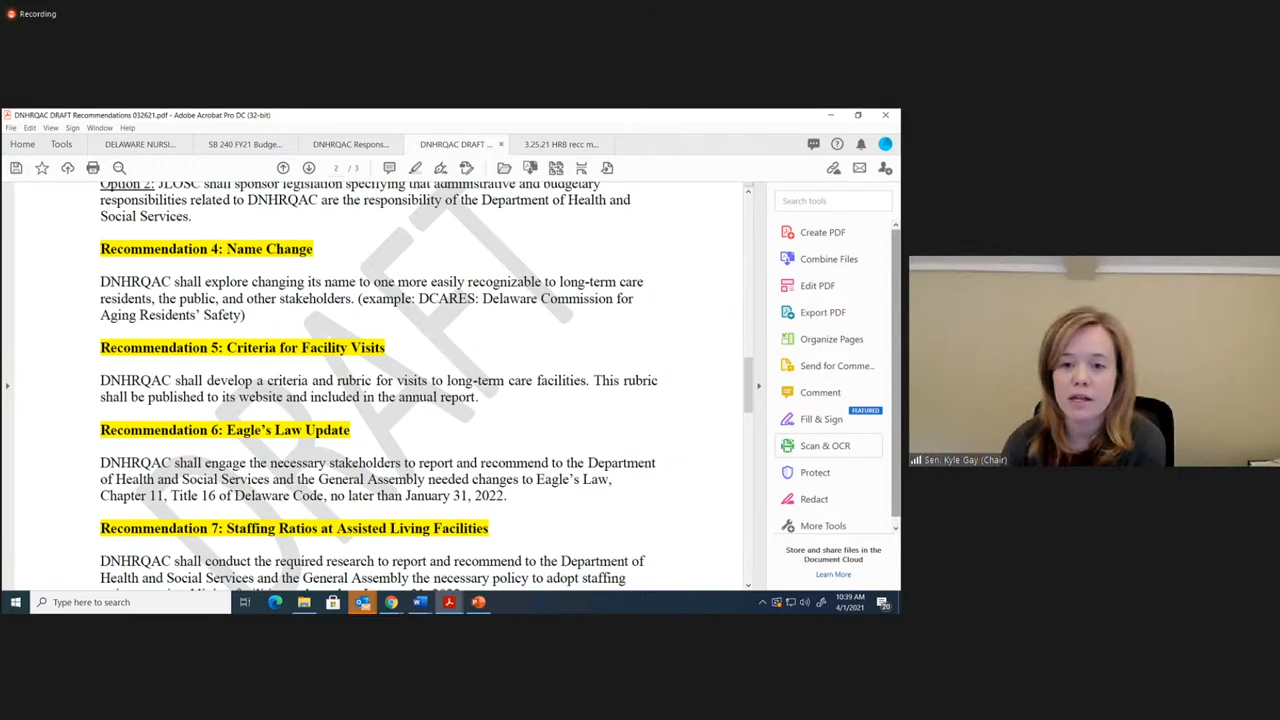 Recording
DNHRQAC DRAFT Recommendations 032621.pdf - Adobe Acrobat Pro DC (32-bit)
File Edit View Sign Window Help
Home Tools DELAWARE NURSI... SB 240 FY21 Budge... DNHRQAC Respons... DNHRQAC DRAFT ... × 3.25.21 HRB recc m...
2 / 3
Option 2: JLOSC shall sponsor legislation specifying that administrative and budgetary
responsibilities related to DNHRQAC are the responsibility of the Department of Health and
Social Services.
Recommendation 4: Name Change
DNHRQAC shall explore changing its name to one more easily recognizable to long-term care
residents, the public, and other stakeholders. (example: DCARES: Delaware Commission for
Aging Residents' Safety)
Recommendation 5: Criteria for Facility Visits
DNHRQAC shall develop a criteria and rubric for visits to long-term care facilities. This rubric
shall be published to its website and included in the annual report.
Recommendation 6: Eagle's Law Update
DNHRQAC shall engage the necessary stakeholders to report and recommend to the Department
of Health and Social Services and the General Assembly needed changes to Eagle's Law,
Chapter 11, Title 16 of Delaware Code, no later than January 31, 2022.
Recommendation 7: Staffing Ratios at Assisted Living Facilities
DNHRQAC shall conduct the required research to report and recommend to the Department of
Health and Social Services and the General Assembly the necessary policy to adopt staffing
DRAFT
Search tools
Create PDF
Combine Files
Edit PDF
Export PDF
Organize Pages
Send for Comme...
Comment
FEATURED
Fill & Sign
Scan & OCR
Protect
Redact
More Tools
Store and share files in the
Document Cloud
Learn More
Sen. Kyle Gay (Chair)
Type here to search
10:39 AM
4/1/2021
20